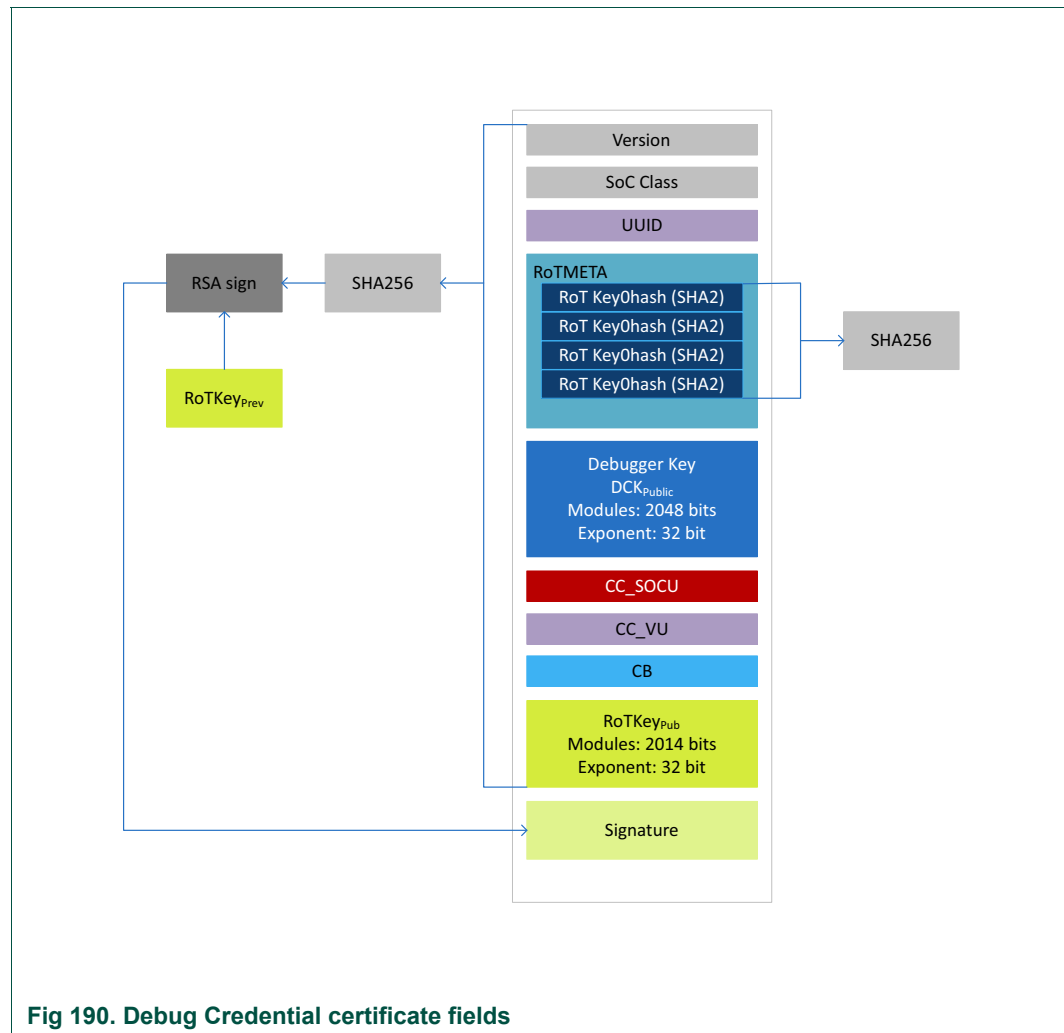 Version
SoC Class
UUID
RoTMETA
RoT Key0hash (SHA2)
RoT Key0hash (SHA2)
RoT Key0hash (SHA2)
RoT Key0hash (SHA2)
RSA sign
SHA256
SHA256
RoTKeyPrev
Debugger Key
DCKPublic
Modules: 2048 bits
Exponent: 32 bit
CC_SOCU
CC_VU
CB
RoTKeyPub
Modules: 2014 bits
Exponent: 32 bit
Signature
Fig 190. Debug Credential certificate fields